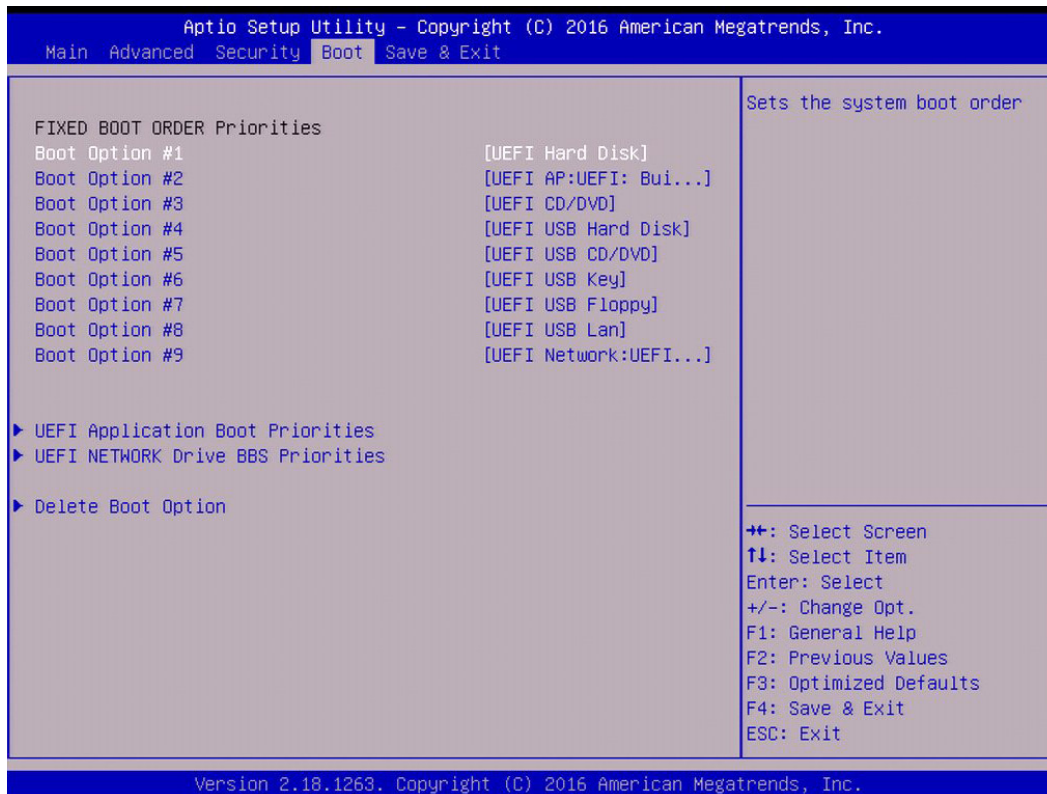 Aptio Setup Utility – Copyright (C) 2016 American Megatrends, Inc.
Main Advanced Security Boot Save & Exit
FIXED BOOT ORDER Priorities
Boot Option #1 [UEFI Hard Disk]
Boot Option #2 [UEFI AP:UEFI: Bui...]
Boot Option #3 [UEFI CD/DVD]
Boot Option #4 [UEFI USB Hard Disk]
Boot Option #5 [UEFI USB CD/DVD]
Boot Option #6 [UEFI USB Key]
Boot Option #7 [UEFI USB Floppy]
Boot Option #8 [UEFI USB Lan]
Boot Option #9 [UEFI Network:UEFI...]
UEFI Application Boot Priorities
UEFI NETWORK Drive BBS Priorities
Delete Boot Option
Sets the system boot order
→←: Select Screen
↑↓: Select Item
Enter: Select
+/-: Change Opt.
F1: General Help
F2: Previous Values
F3: Optimized Defaults
F4: Save & Exit
ESC: Exit
Version 2.18.1263. Copyright (C) 2016 American Megatrends, Inc.